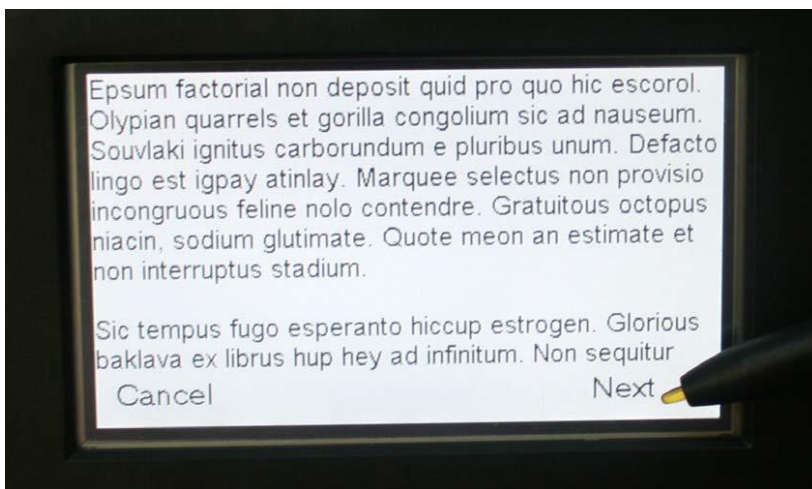 Epsum factorial non deposit quid pro quo hic escorol.
Olypian quarrels et gorilla congolium sic ad nauseum.
Souvlaki ignitus carborundum e pluribus unum. Defacto
lingo est igpay atinlay. Marquee selectus non provisio
incongruous feline nolo contendre. Gratuitous octopus
niacin, sodium glutimate. Quote meon an estimate et
non interruptus stadium.
Sic tempus fugo esperanto hiccup estrogen. Glorious
baklava ex librus hup hey ad infinitum. Non sequitur
Cancel Next